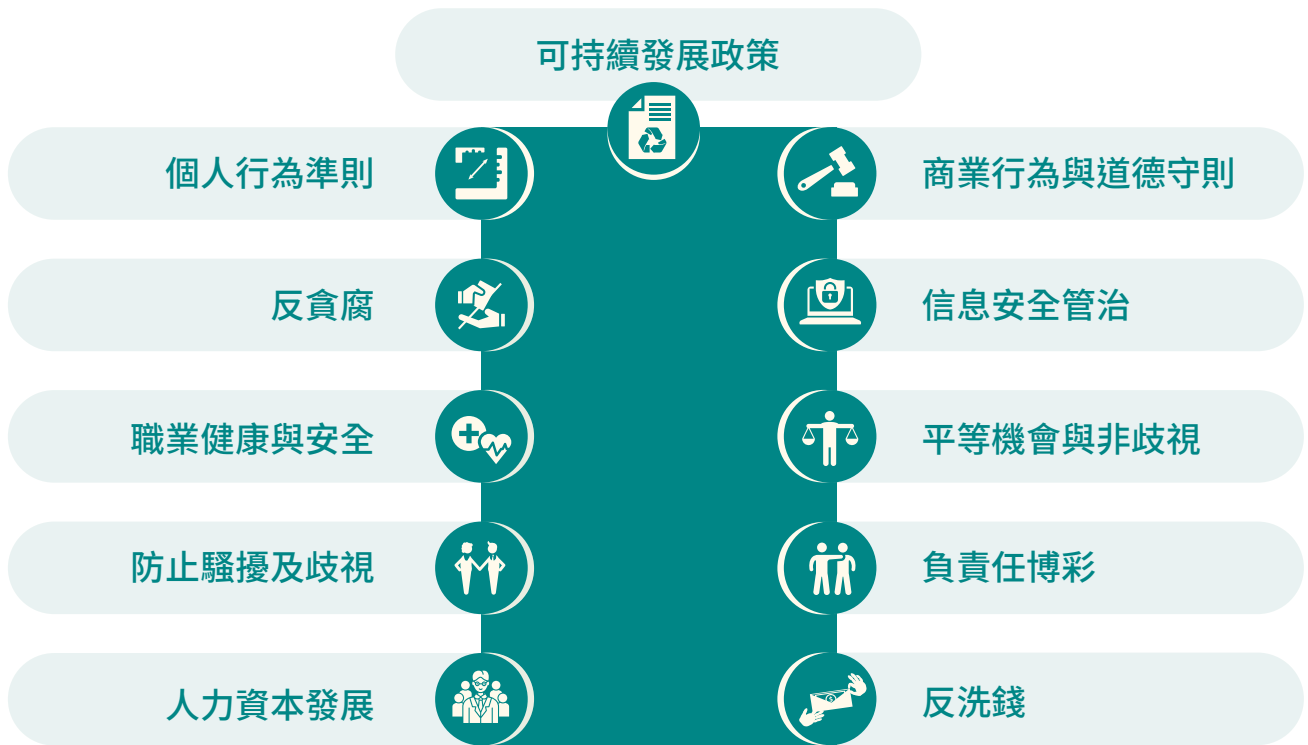 可持續發展政策
個人行為準則
商業行為與道德守則
反貪腐
信息安全管治
職業健康與安全
平等機會與非歧視
防止騷擾及歧視
負責任博彩
人力資本發展
反洗錢